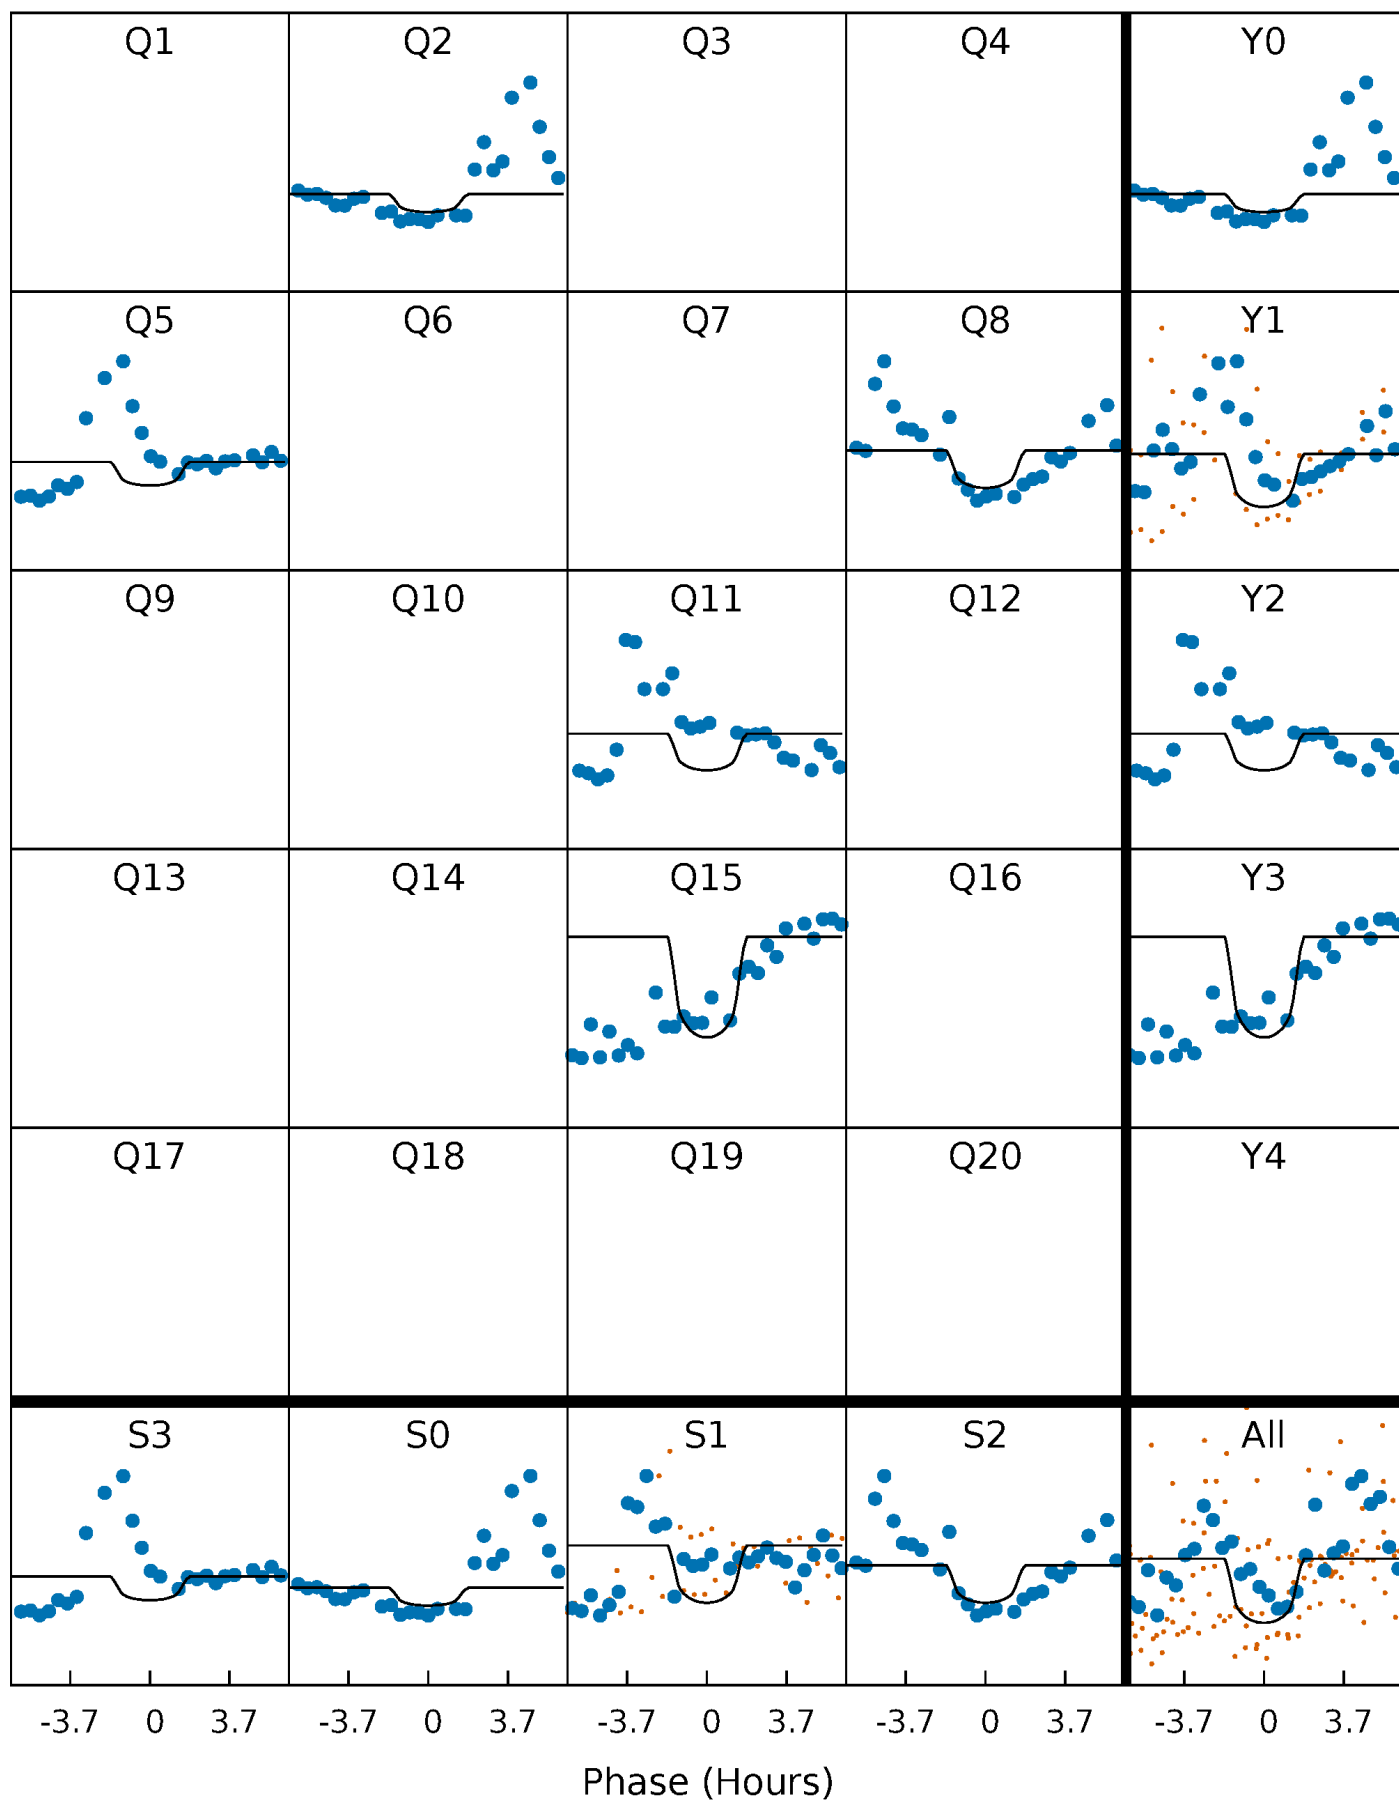 Q1 Q2 Q3 Q4 Y0
Q5 Q6 Q7 Q8 Y1
Q9 Q10 Q11 Q12 Y2
Q13 Q14 Q15 Q16 Y3
Q17 Q18 Q19 Q20 Y4
S3 S0 S1 S2 All
-3.7 0 3.7 -3.7 0 3.7 -3.7 0 3.7 -3.7 0 3.7 -3.7 0 3.7
Phase (Hours)